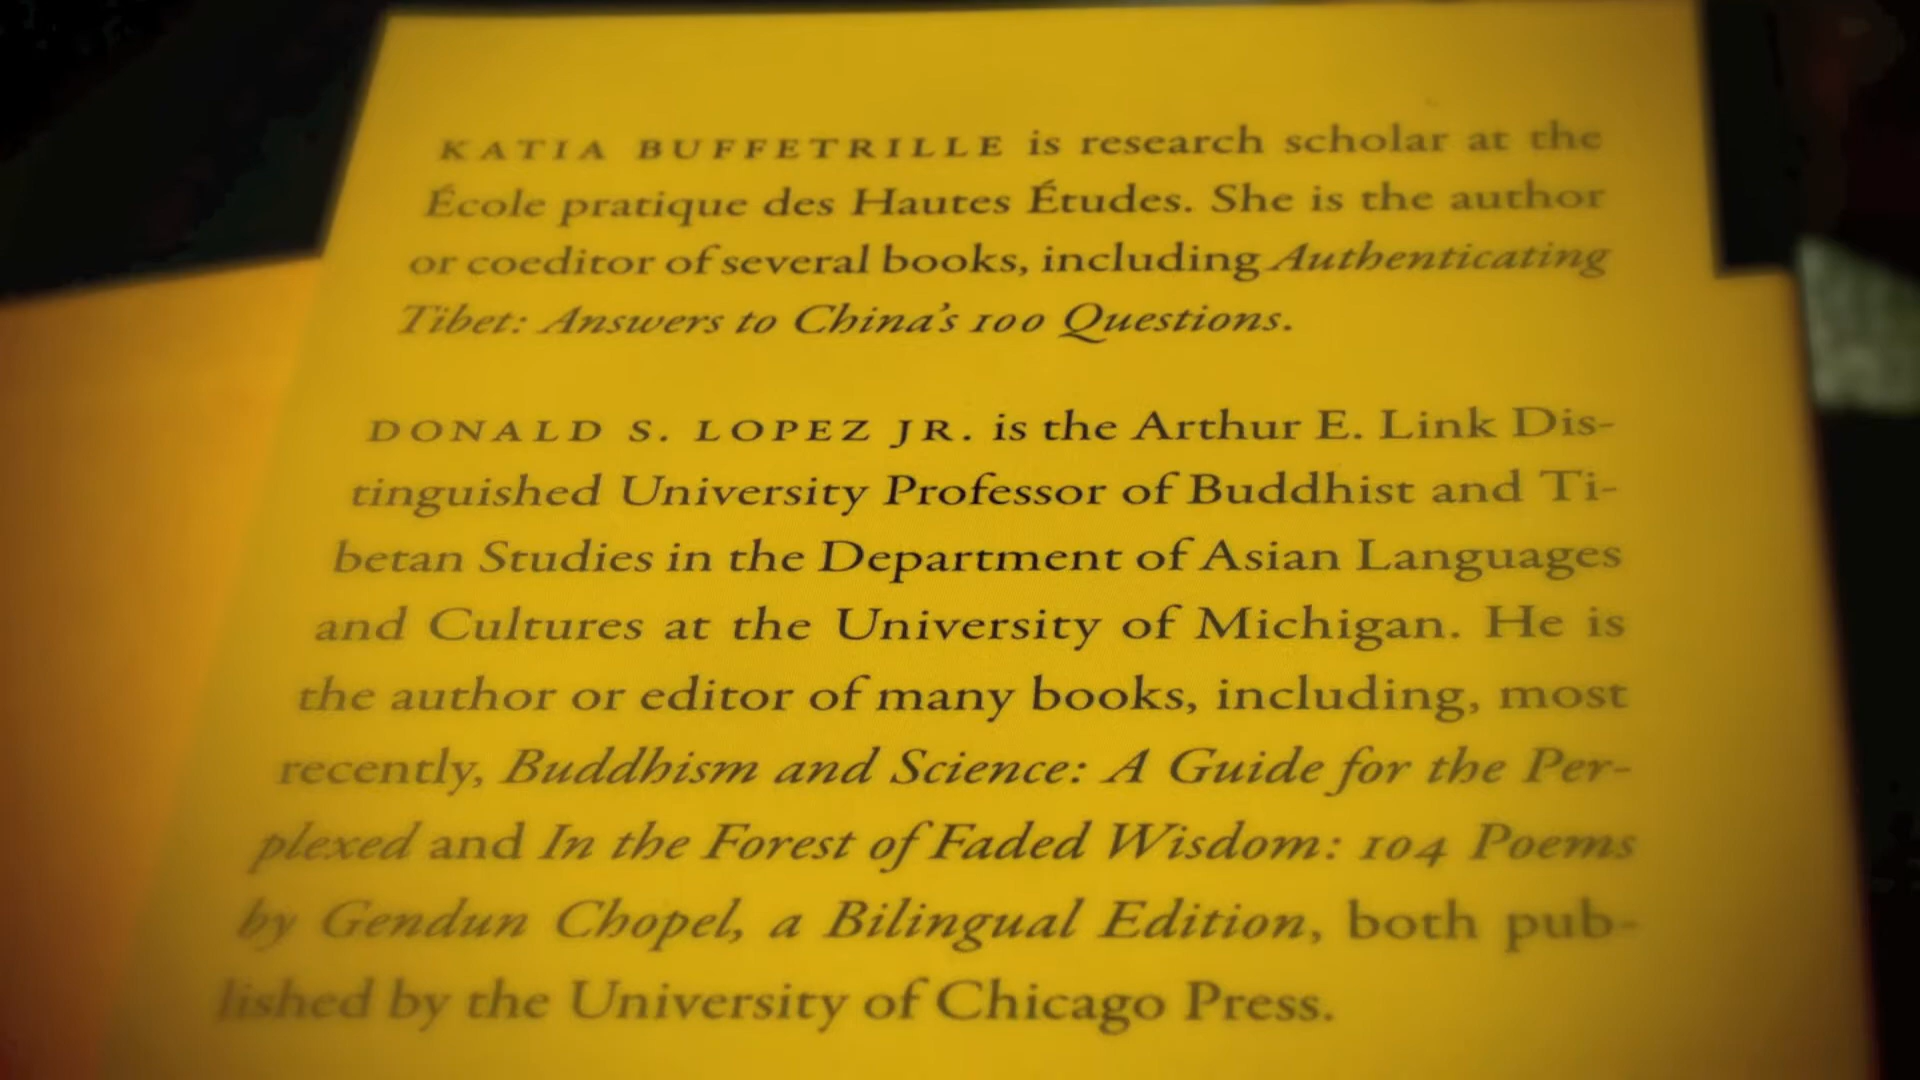 KATIA BUFFETRILLE is research scholar at the
École pratique des Hautes Études. She is the author
or coeditor of several books, including Authenticating
Tibet: Answers to China's 100 Questions.
DONALD S. LOPEZ JR. is the Arthur E. Link Dis-
tinguished University Professor of Buddhist and Ti-
betan Studies in the Department of Asian Languages
and Cultures at the University of Michigan. He is
the author or editor of many books, including, most
recently, Buddhism and Science: A Guide for the Per-
plexed and In the Forest of Faded Wisdom: 104 Poems
by Gendun Chopel, a Bilingual Edition, both pub-
lished by the University of Chicago Press.